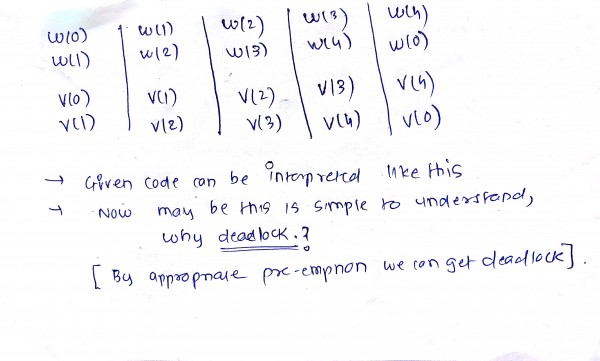 w(0) | w(1) | w(2) | w(3) | w(4)
w(1) | w(2) | w(3) | w(4) | w(0)
v(0) | v(1) | v(2) | v(3) | v(4)
v(1) | v(2) | v(3) | v(4) | v(0)
→ Given code can be interpreted like this
→ Now may be this is simple to understand,
why deadlock.?
[ By appropriate pre-emption we can get deadlock].